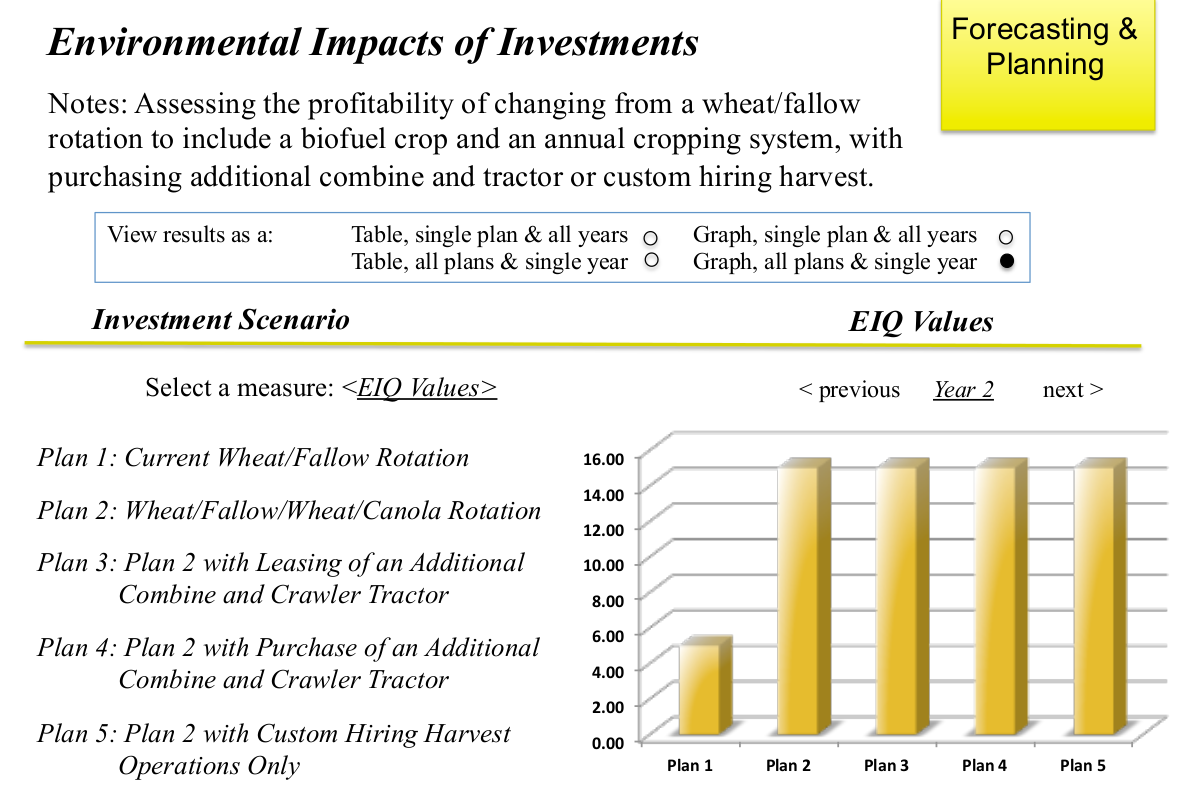 Environmental Impacts of Investments
Forecasting &
Planning
Notes: Assessing the profitability of changing from a wheat/fallow
rotation to include a biofuel crop and an annual cropping system, with
purchasing additional combine and tractor or custom hiring harvest.
View results as a:
Table, single plan & all years
Graph, single plan & all years
Table, all plans & single year
Graph, all plans & single year
Investment Scenario
EIQ Values
Select a measure: <EIQ Values>
< previous
Year 2
next >
Plan 1: Current Wheat/Fallow Rotation
Plan 2: Wheat/Fallow/Wheat/Canola Rotation
Plan 3: Plan 2 with Leasing of an Additional
Combine and Crawler Tractor
Plan 4: Plan 2 with Purchase of an Additional
Combine and Crawler Tractor
Plan 5: Plan 2 with Custom Hiring Harvest
Operations Only
16.00
14.00
12.00
10.00
8.00
6.00
4.00
2.00
0.00
Plan 1
Plan 2
Plan 3
Plan 4
Plan 5